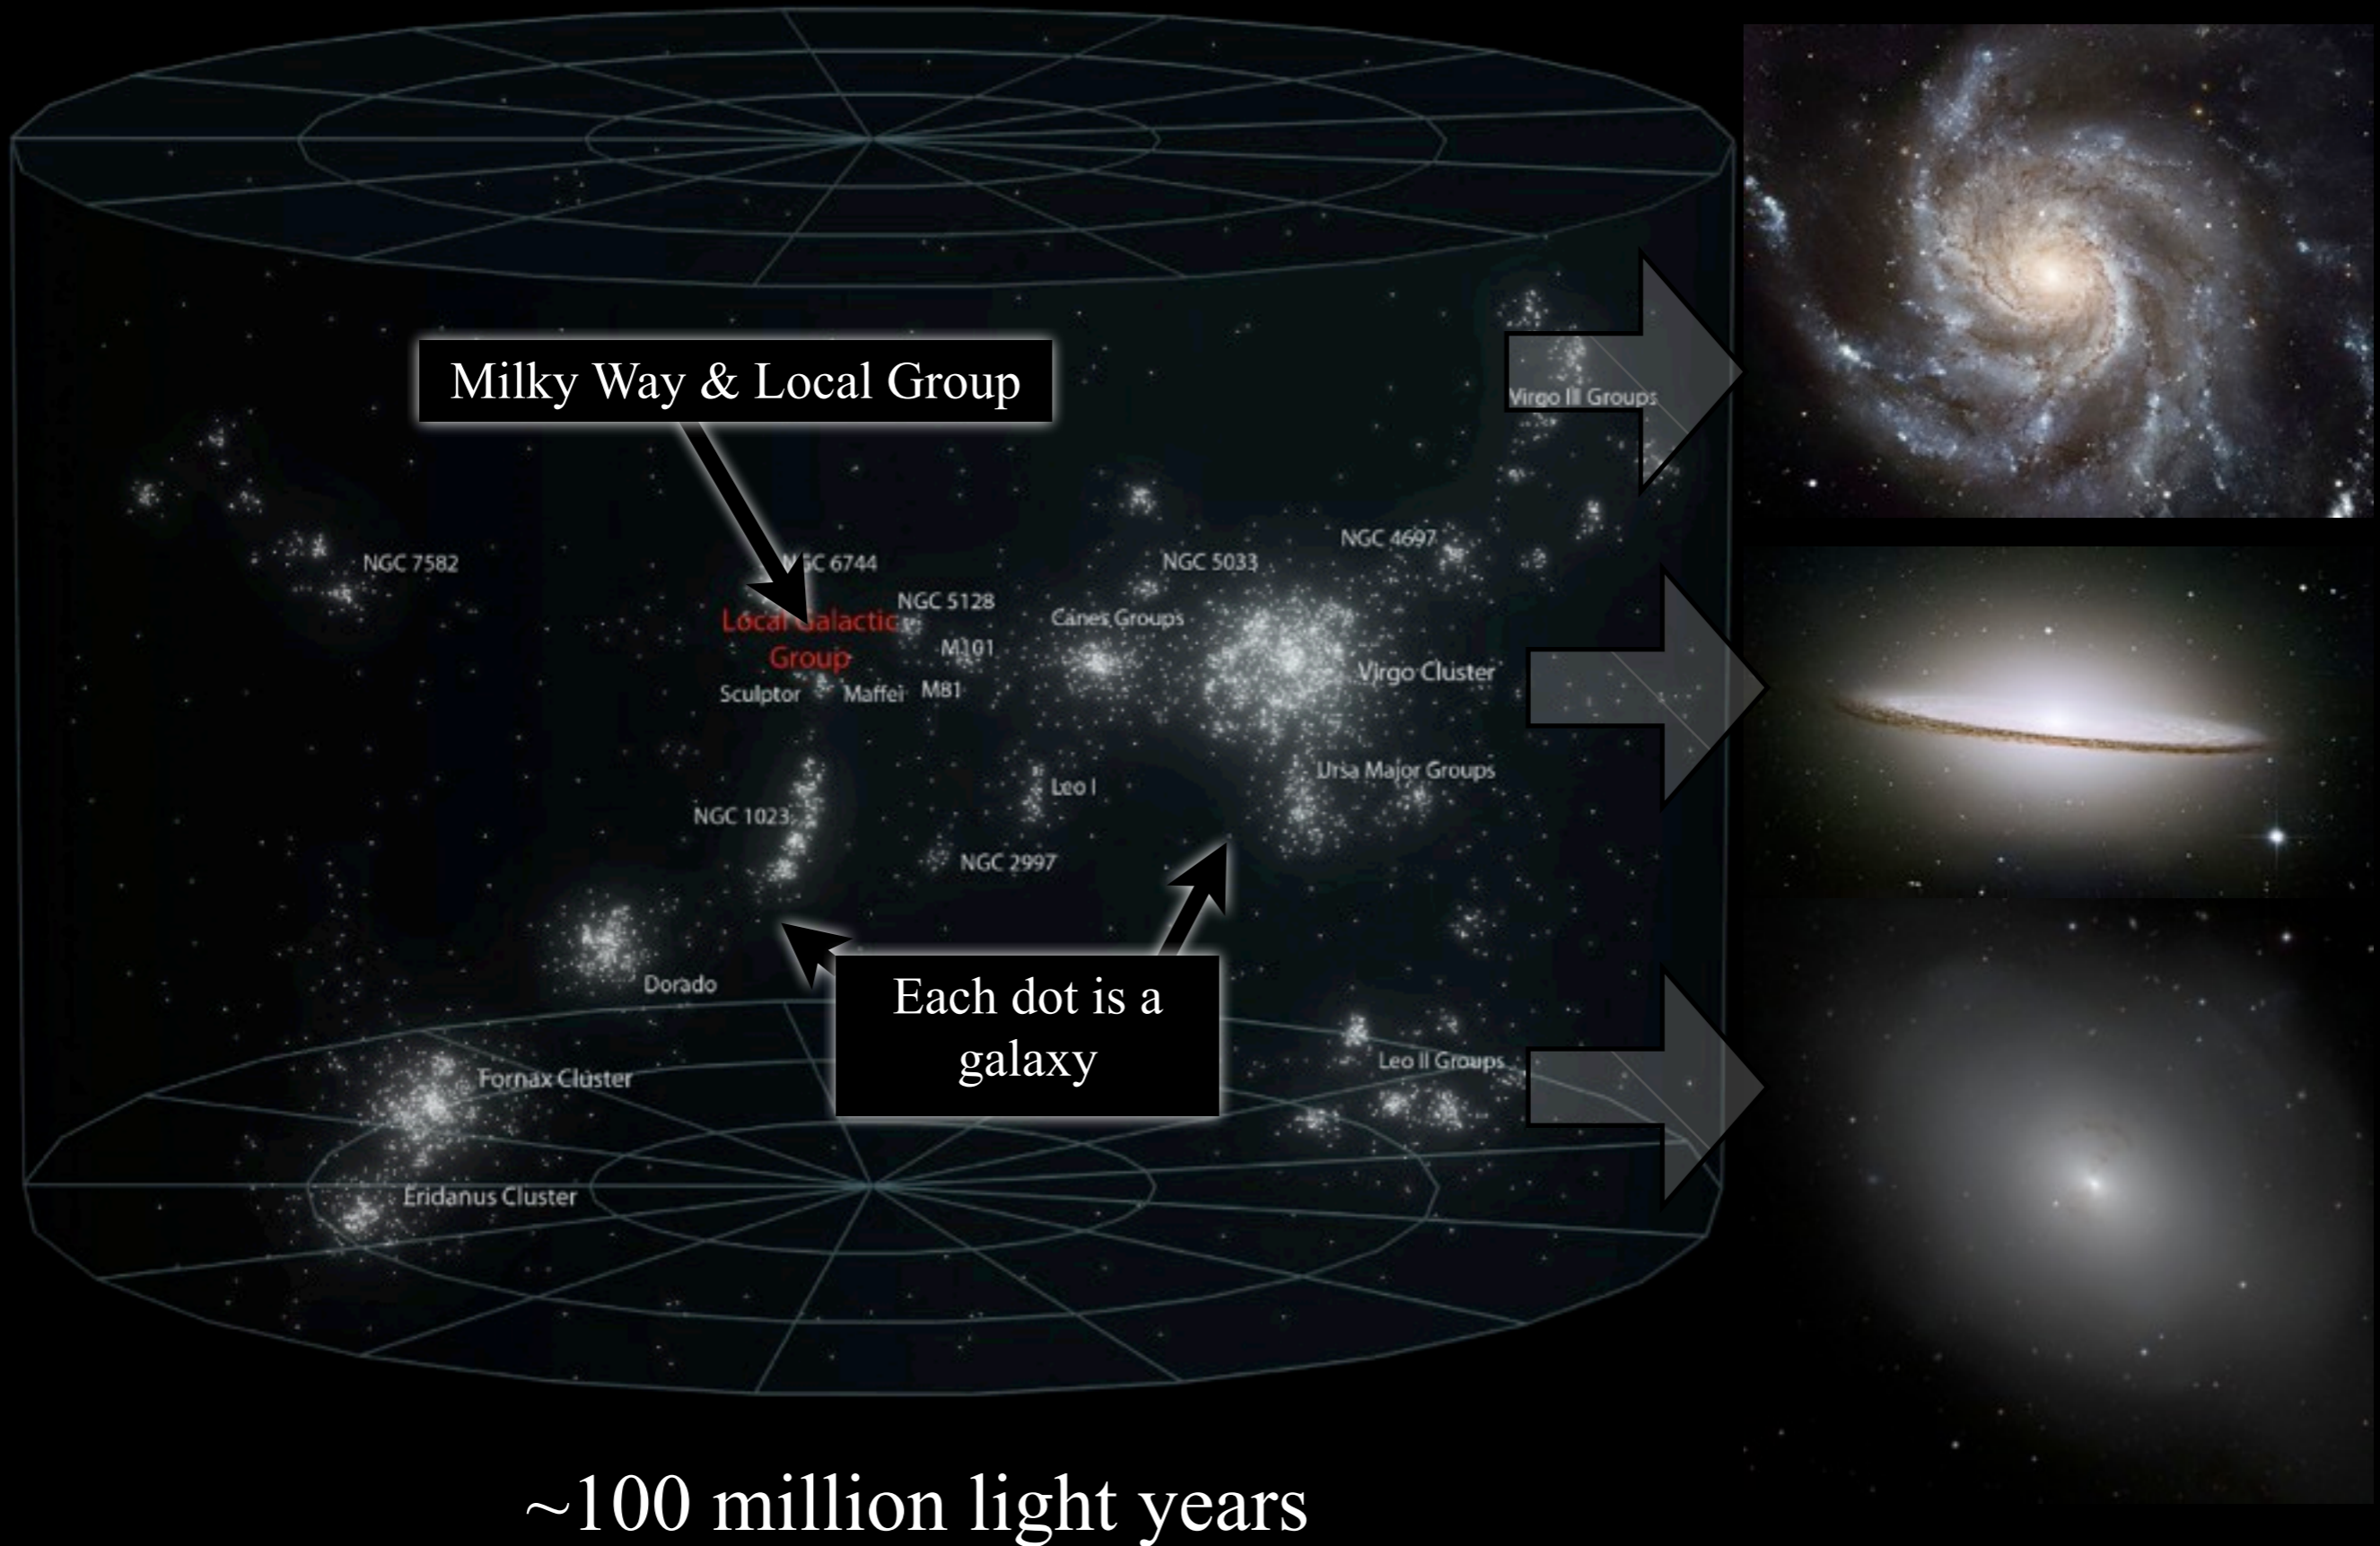 Milky Way & Local Group
Virgo III Groups
NGC 7582
NGC 6744
NGC 5033
NGC 4697
Local Galactic
Group
NGC 5128
Canes Groups
M101
Virgo Cluster
Sculptor
Maffei
M81
Ursa Major Groups
Leo I
NGC 1023
NGC 2997
Dorado
Each dot is a
galaxy
Fornax Cluster
Leo II Groups
Eridanus Cluster
~100 million light years